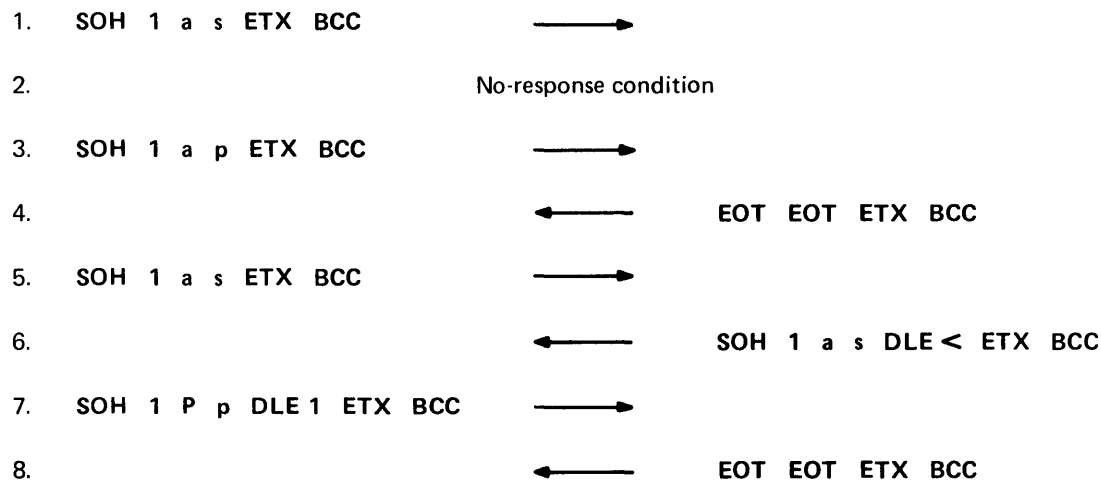 1. SOH 1 a s ETX BCC
2. No-response condition
3. SOH 1 a p ETX BCC
4. EOT EOT ETX BCC
5. SOH 1 a s ETX BCC
6. SOH 1 a s DLE < ETX BCC
7. SOH 1 P p DLE 1 ETX BCC
8. EOT EOT ETX BCC